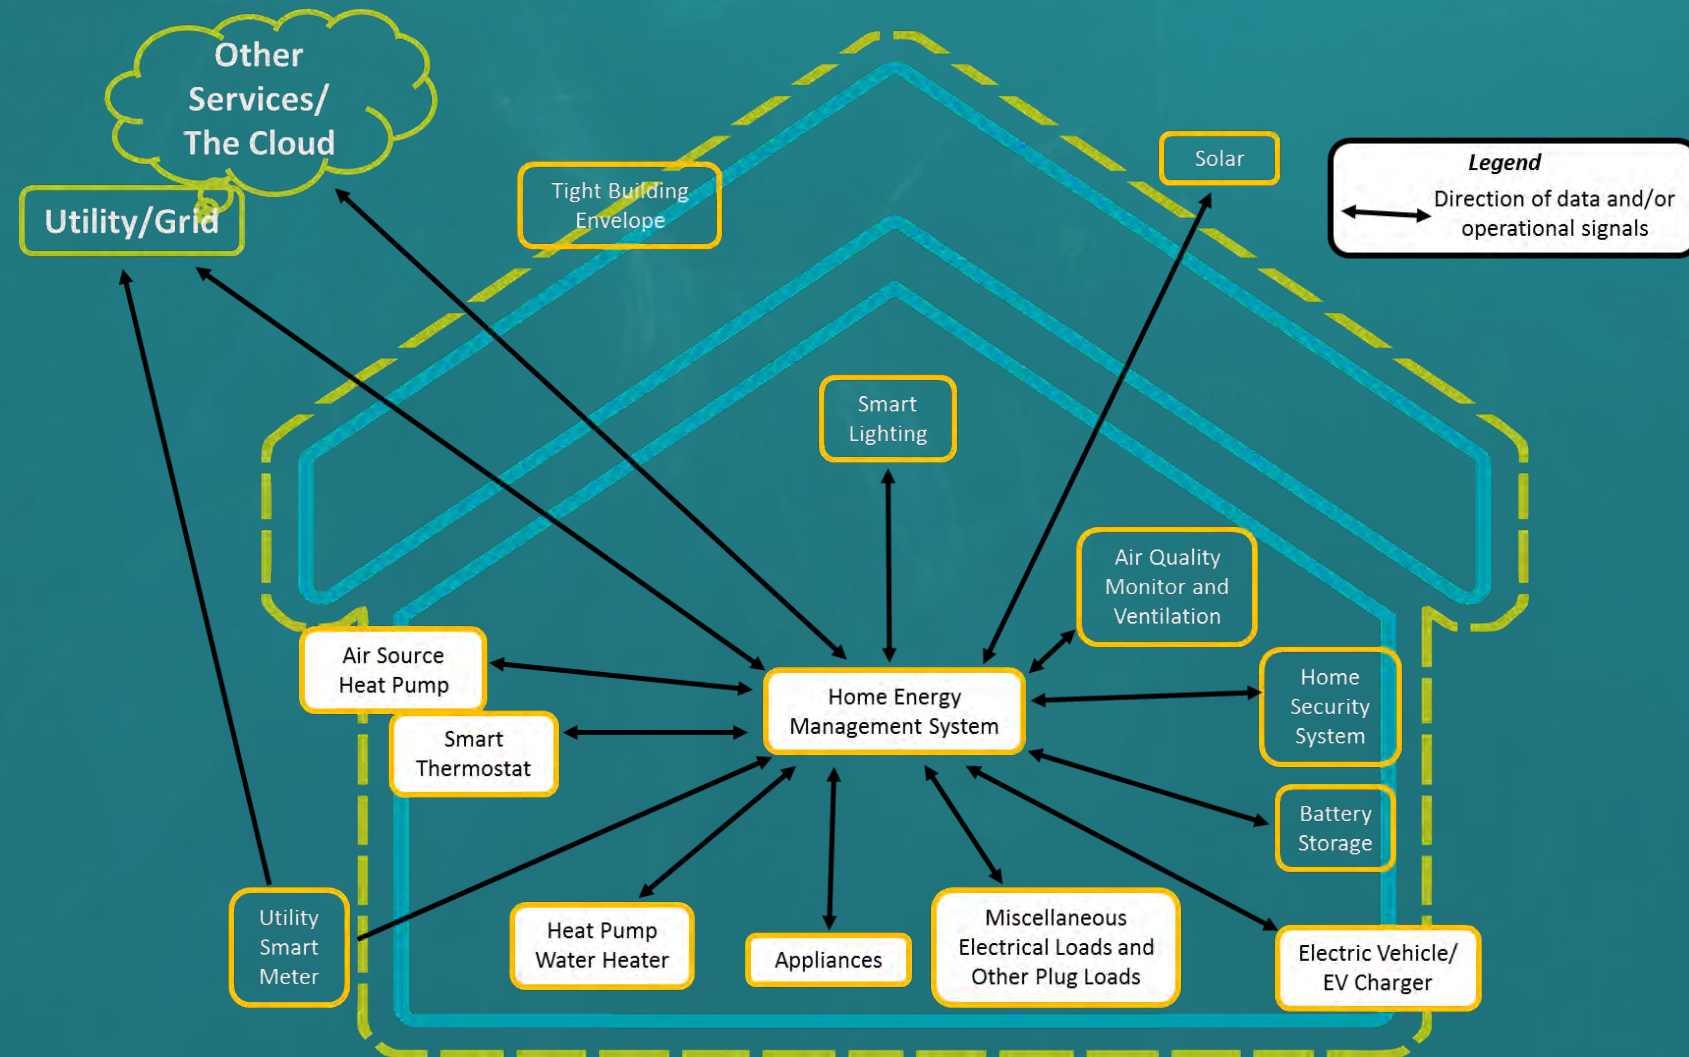 Other
Services/
The Cloud
Utility/Grid
Tight Building
Envelope
Solar
Legend
Direction of data and/or
operational signals
Smart
Lighting
Air Quality
Monitor and
Ventilation
Air Source
Heat Pump
Smart
Thermostat
Home Energy
Management System
Home
Security
System
Battery
Storage
Utility
Smart
Meter
Heat Pump
Water Heater
Appliances
Miscellaneous
Electrical Loads and
Other Plug Loads
Electric Vehicle/
EV Charger